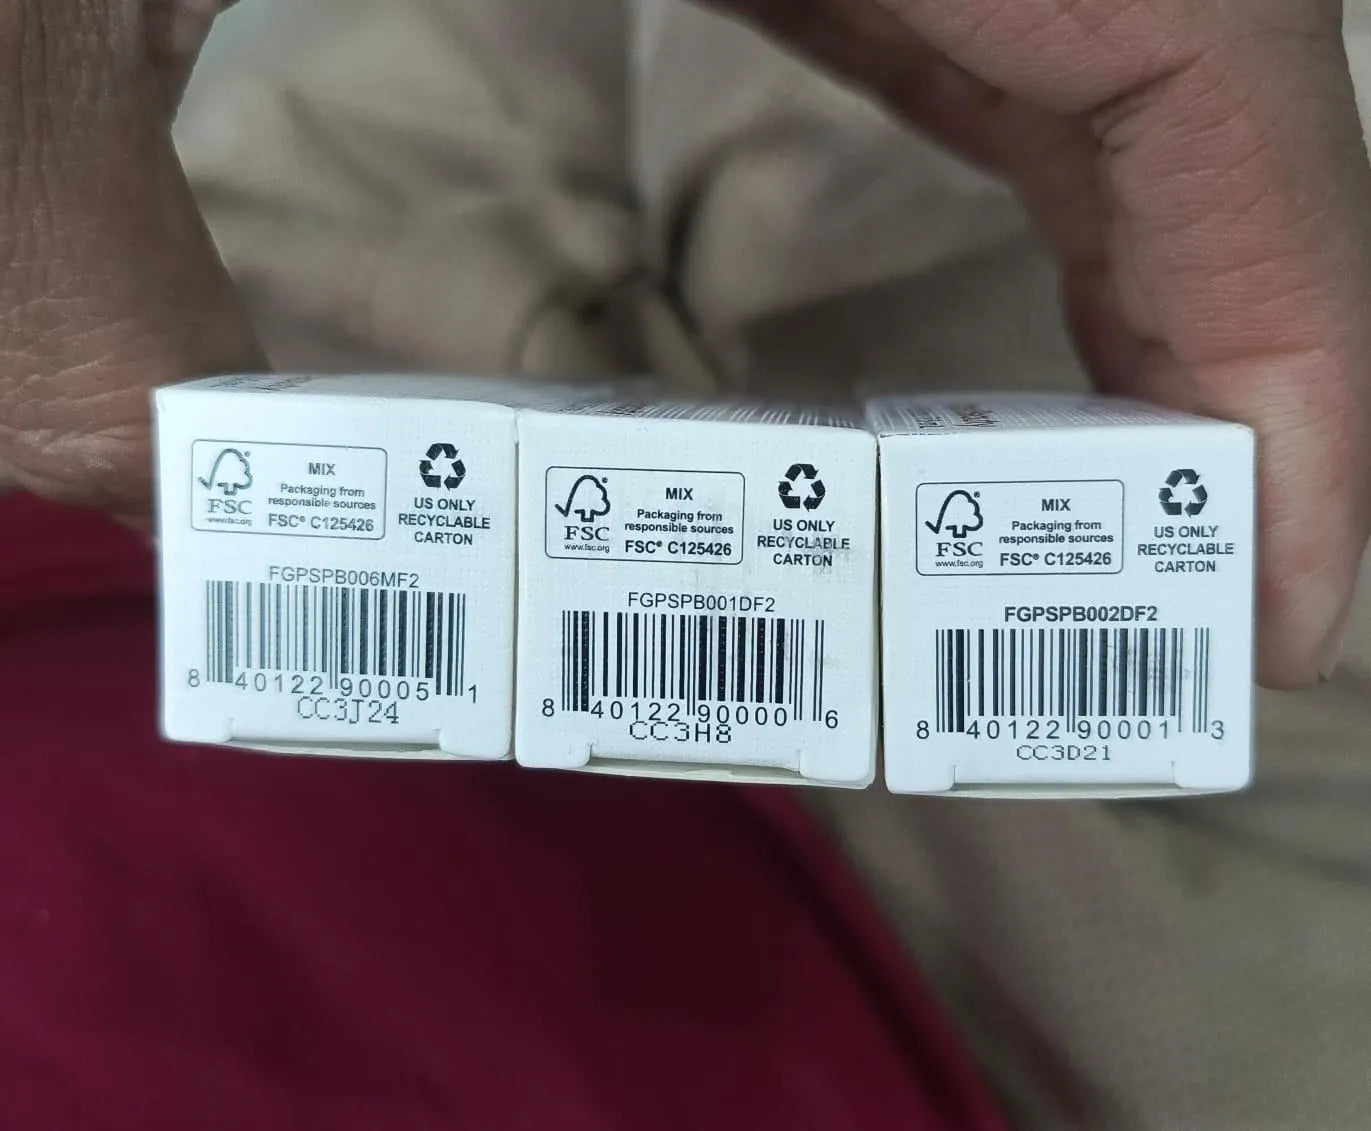 MIX
Packaging from
responsible sources
FSC
www.fsc.org
FSC® C125426
US ONLY
RECYCLABLE
CARTON
FGPSPB006MF2
8 40122 90005 1
CC3J24
MIX
Packaging from
responsible sources
FSC
www.fsc.org
FSC® C125426
US ONLY
RECYCLABLE
CARTON
FGPSPB001DF2
8 40122 90000 6
CC3H8
MIX
Packaging from
responsible sources
FSC
www.fsc.org
FSC® C125426
US ONLY
RECYCLABLE
CARTON
FGPSPB002DF2
8 40122 90001 3
CC3D21